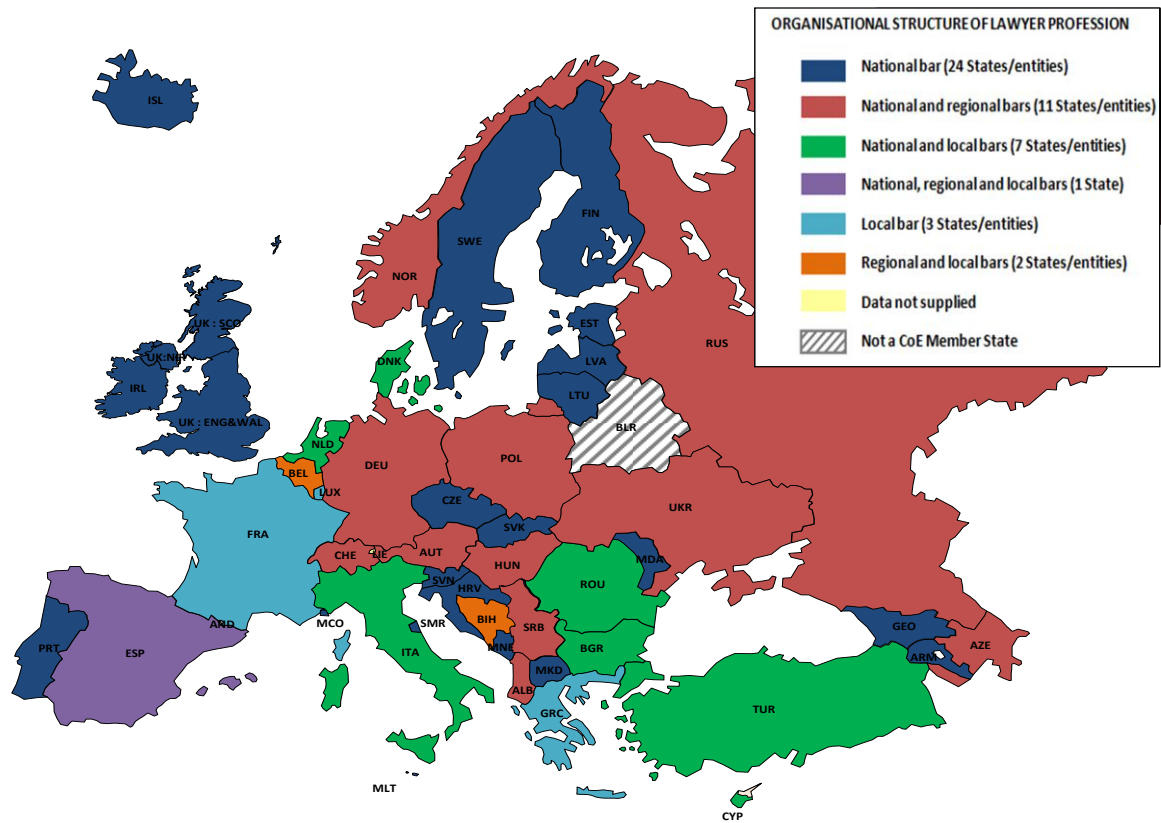 ORGANISATIONAL STRUCTURE OF LAWYER PROFESSION
National bar (24 States/entities)
National and regional bars (11 States/entities)
National and local bars (7 States/entities)
National, regional and local bars (1 State)
Local bar (3 States/entities)
Regional and local bars (2 States/entities)
Data not supplied
Not a CoE Member State
ISL
FIN
SWE
NOR
UK : SCO
EST
RUS
UK:NIR
DNK
LVA
IRL
LTU
UK : ENG&WAL
BLR
NLD
POL
DEU
BEL
LUX
CZE
UKR
SVK
FRA
CHE
LIE
AUT
MDA
HUN
SVN
ROU
HRV
BIH
AND
MCO
SMR
SRB
GEO
PRT
ESP
ITA
MNE
BGR
AZE
ARM
MKD
ALB
GRC
TUR
MLT
CYP